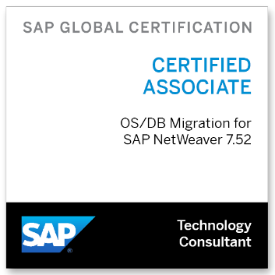 SAP GLOBAL CERTIFICATION
CERTIFIED
ASSOCIATE
OS/DB Migration for
SAP NetWeaver 7.52
SAP®
Technology
Consultant